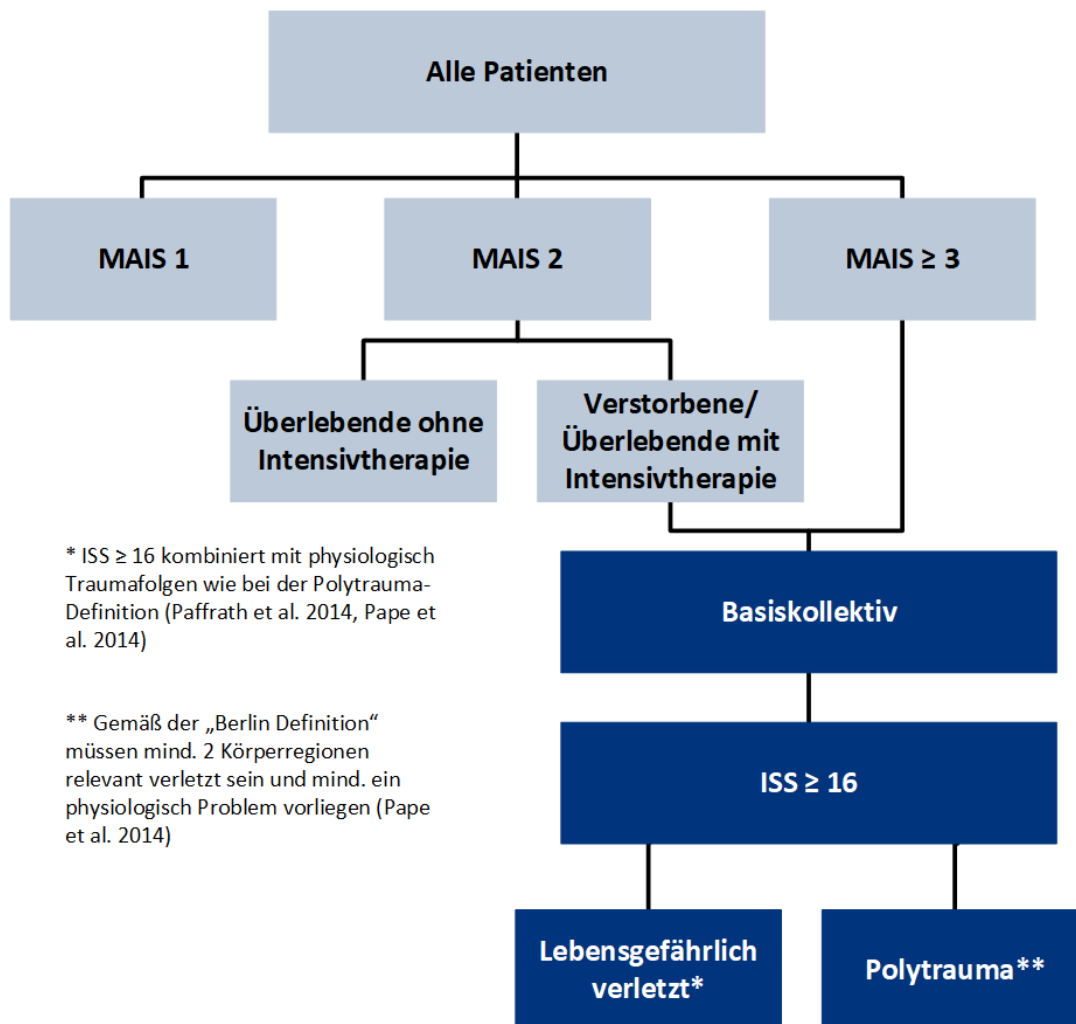 Alle Patienten
MAIS 1
MAIS 2
MAIS ≥ 3
Überlebende ohne
Intensivtherapie
Verstorbene/
Überlebende mit
Intensivtherapie
* ISS ≥ 16 kombiniert mit physiologisch
Traumafolgen wie bei der Polytrauma-
Definition (Paffrath et al. 2014, Pape et
al. 2014)
Basiskollektiv
** Gemäß der „Berlin Definition“
müssen mind. 2 Körperregionen
relevant verletzt sein und mind. ein
physiologisch Problem vorliegen (Pape
et al. 2014)
ISS ≥ 16
Lebensgefährlich
verletzt*
Polytrauma**